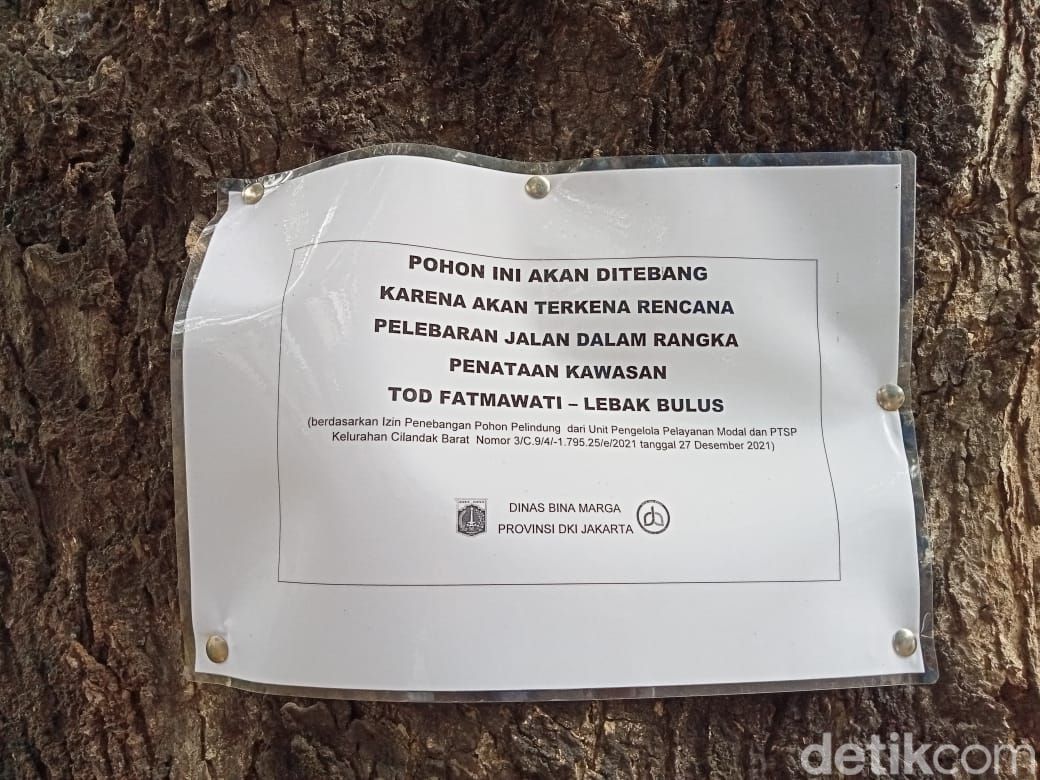 POHON INI AKAN DITEBANG
KARENA AKAN TERKENA RENCANA
PELEBARAN JALAN DALAM RANGKA
PENATAAN KAWASAN
TOD FATMAWATI – LEBAK BULUS
(berdasarkan Izin Penebangan Pohon Pelindung dari Unit Pengelola Pelayanan Modal dan PTSP
Kelurahan Cilandak Barat Nomor 3/C.9/4/-1.795.25/e/2021 tanggal 27 Desember 2021)
DINAS BINA MARGA
PROVINSI DKI JAKARTA
detikcom